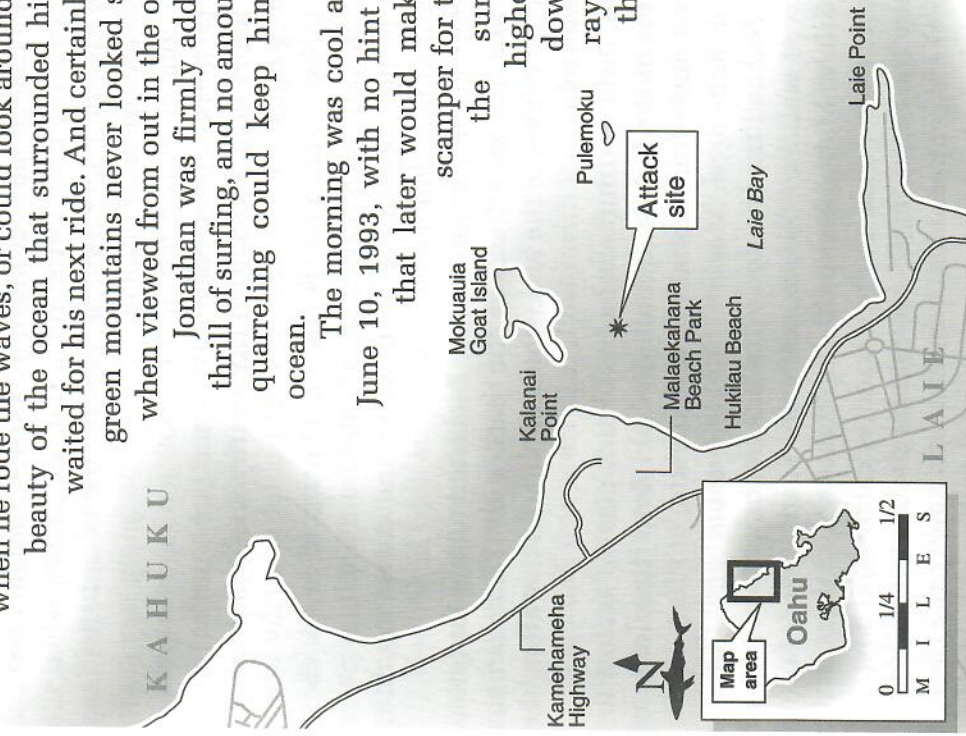 when he rode the waves, or could look around
beauty of the ocean that surrounded hi
waited for his next ride. And certainl
green mountains never looked s
when viewed from out in the o
Jonathan was firmly add
thrill of surfing, and no amou
quarreling could keep him
ocean.
The morning was cool a
June 10, 1993, with no hint
that later would mak
scamper for t
the sur
highe
dow
ray
th
KAHUKU
Mokuauia
Goat Island
Pulemoku
Kalanai
Point
Attack
site
Laie Point
Malaekahana
Beach Park
Laie Bay
Hukilau Beach
Kamehameha
Highway
LAIE
N
Map
area
Oahu
0 1/4 1/2
MILES